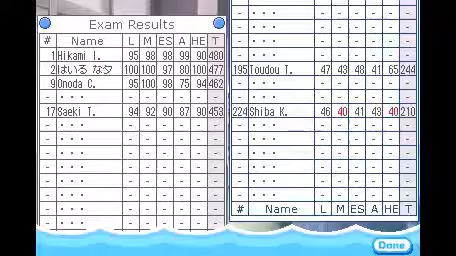 Exam Results
# Name L M ES A HE T
1 Hikami I. 95 98 98 99 90 480
2 はいる なタ 100 100 97 80 100 477
9 Onoda C. 95 100 98 75 94 462
- ・・・ - - - - - -
17 Saeki T. 94 92 90 87 90 453
- ・・・ - - - - - -
- ・・・ - - - - - -
- ・・・ - - - - - -
- ・・・ - - - - - -
- ・・・ - - - - - -
- ・・・ - - - - - -
- ・・・ - - - - - -
- ・・・ - - - - - -
- ・・・ - - - - - -
195 Toudou T. 47 43 48 41 65 244
- ・・・ - - - - - -
- ・・・ - - - - - -
224 Shiba K. 46 40 41 43 40 210
- ・・・ - - - - - -
- ・・・ - - - - - -
- ・・・ - - - - - -
- ・・・ - - - - - -
- ・・・ - - - - - -
- ・・・ - - - - - -
# Name L M ES A HE T
Done